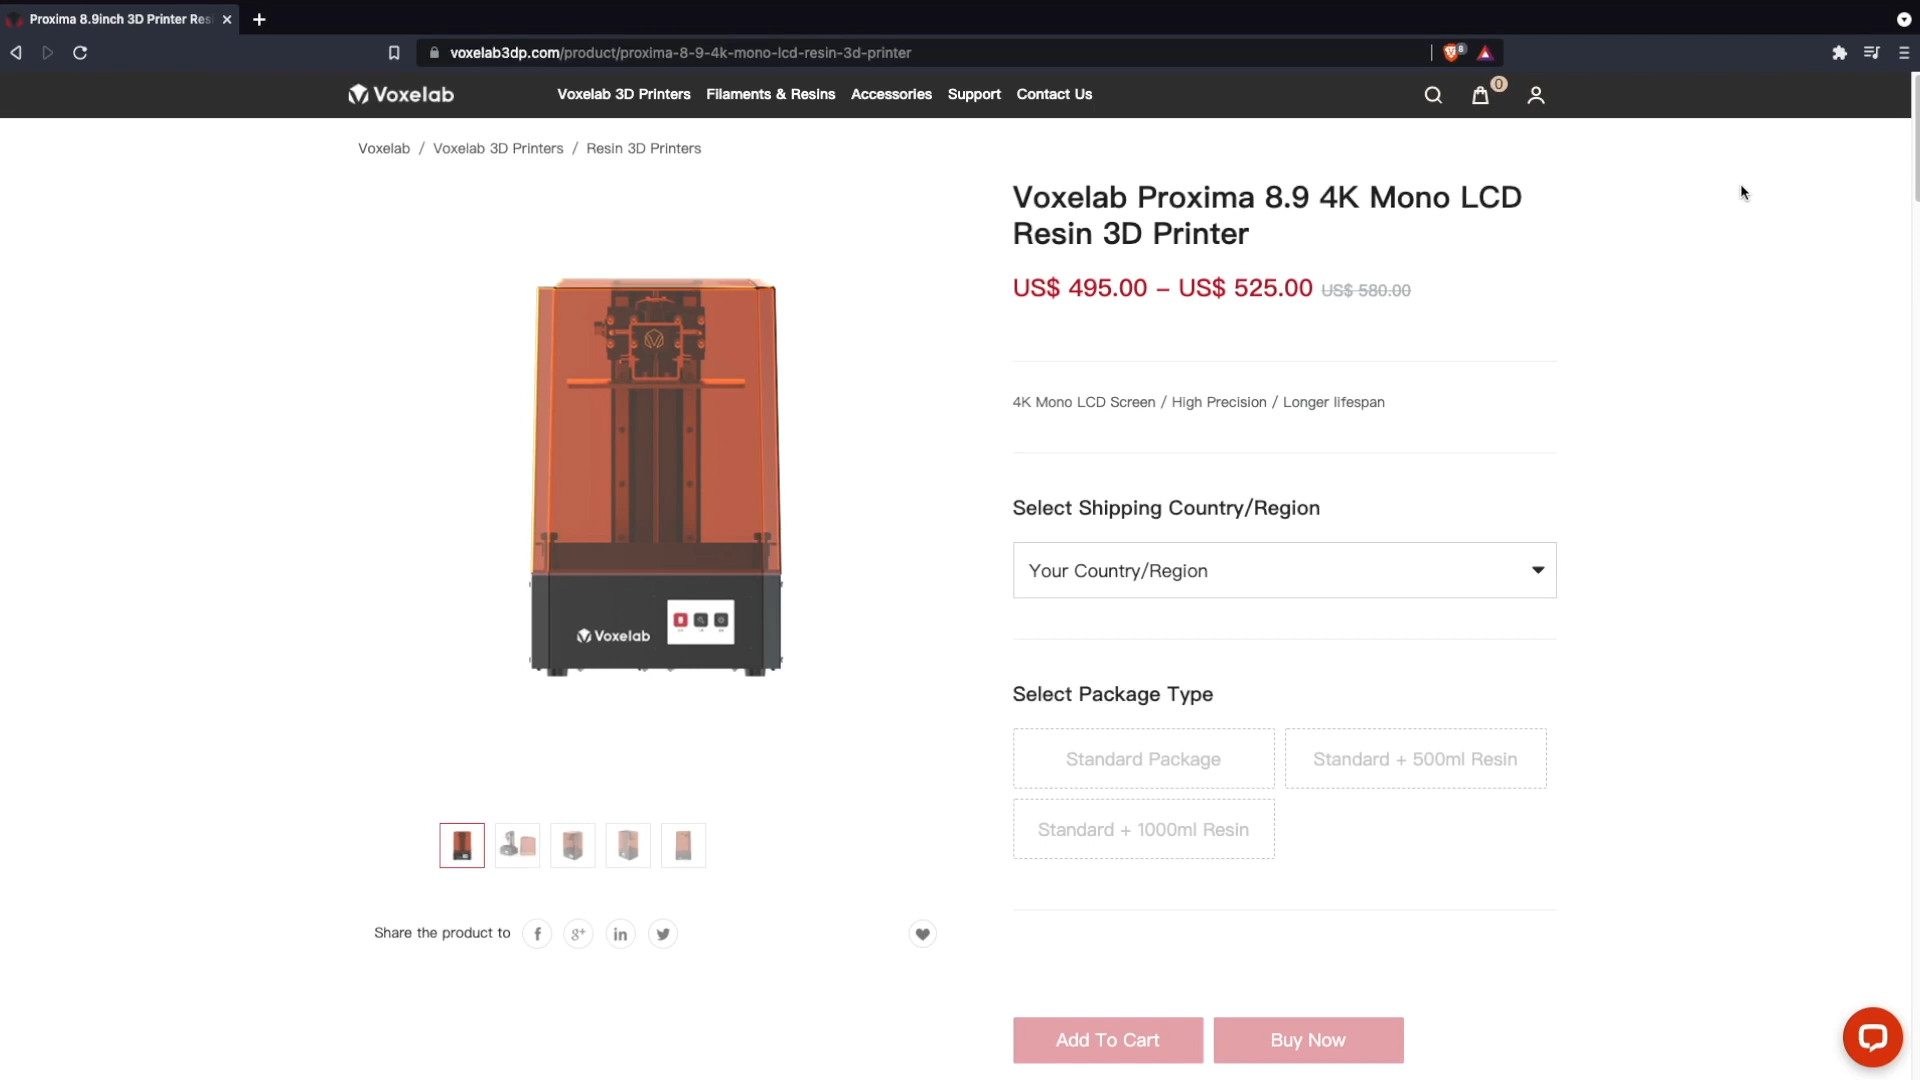 Proxima 8.9inch 3D Printer Res
voxelab3dp.com/product/proxima-8-9-4k-mono-lcd-resin-3d-printer
8
Voxelab
Voxelab 3D Printers
Filaments & Resins
Accessories
Support
Contact Us
0
Voxelab / Voxelab 3D Printers / Resin 3D Printers
Voxelab Proxima 8.9 4K Mono LCD
Resin 3D Printer
US$ 495.00 – US$ 525.00 US$ 580.00
4K Mono LCD Screen / High Precision / Longer lifespan
Select Shipping Country/Region
Your Country/Region
Voxelab
Select Package Type
Standard Package
Standard + 500ml Resin
Standard + 1000ml Resin
Share the product to
f
g+
in
Add To Cart
Buy Now